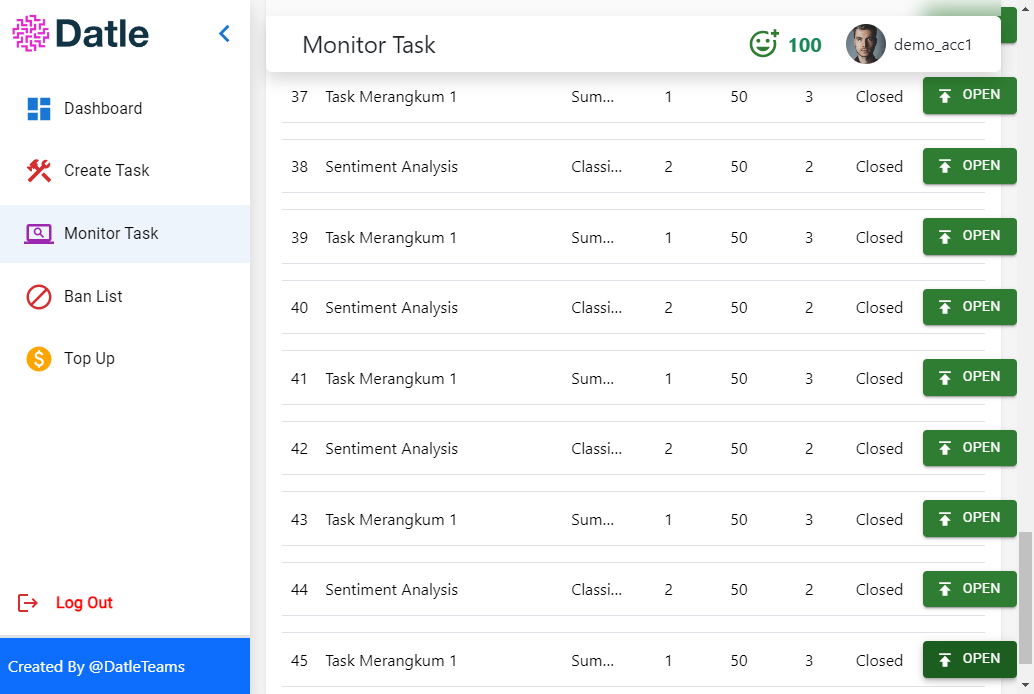 Datle
Monitor Task
100
demo_acc1
Dashboard
Create Task
Monitor Task
Ban List
Top Up
Log Out
Created By @DatleTeams
37 Task Merangkum 1 Sum... 1 50 3 Closed OPEN
38 Sentiment Analysis Classi... 2 50 2 Closed OPEN
39 Task Merangkum 1 Sum... 1 50 3 Closed OPEN
40 Sentiment Analysis Classi... 2 50 2 Closed OPEN
41 Task Merangkum 1 Sum... 1 50 3 Closed OPEN
42 Sentiment Analysis Classi... 2 50 2 Closed OPEN
43 Task Merangkum 1 Sum... 1 50 3 Closed OPEN
44 Sentiment Analysis Classi... 2 50 2 Closed OPEN
45 Task Merangkum 1 Sum... 1 50 3 Closed OPEN